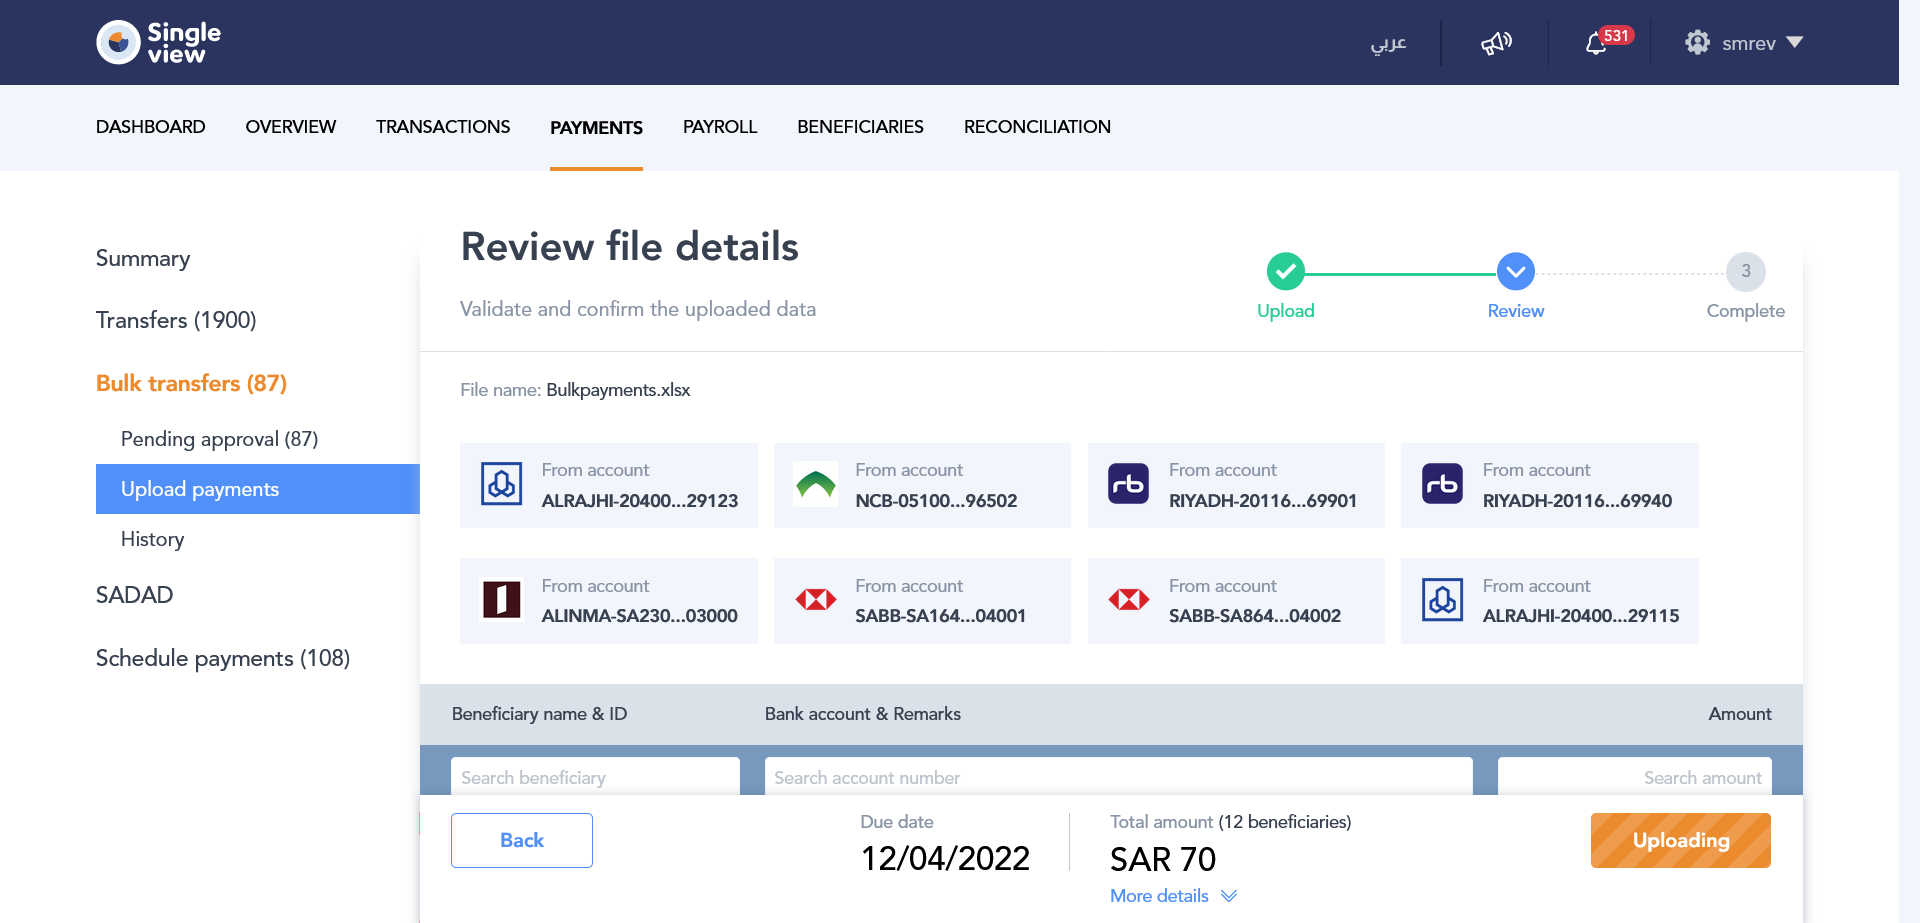 Single
view
عربي
531
smrev
DASHBOARD
OVERVIEW
TRANSACTIONS
PAYMENTS
PAYROLL
BENEFICIARIES
RECONCILIATION
Summary
Transfers (1900)
Bulk transfers (87)
Pending approval (87)
Upload payments
History
SADAD
Schedule payments (108)
Review file details
Validate and confirm the uploaded data
Upload
Review
3
Complete
File name: Bulkpayments.xlsx
From account
ALRAJHI-20400...29123
From account
NCB-05100...96502
rb
From account
RIYADH-20116...69901
rb
From account
RIYADH-20116...69940
From account
ALINMA-SA230...03000
From account
SABB-SA164...04001
From account
SABB-SA864...04002
From account
ALRAJHI-20400...29115
Beneficiary name & ID
Bank account & Remarks
Amount
Search beneficiary
Search account number
Search amount
Back
Due date
12/04/2022
Total amount (12 beneficiaries)
SAR 70
More details
Uploading